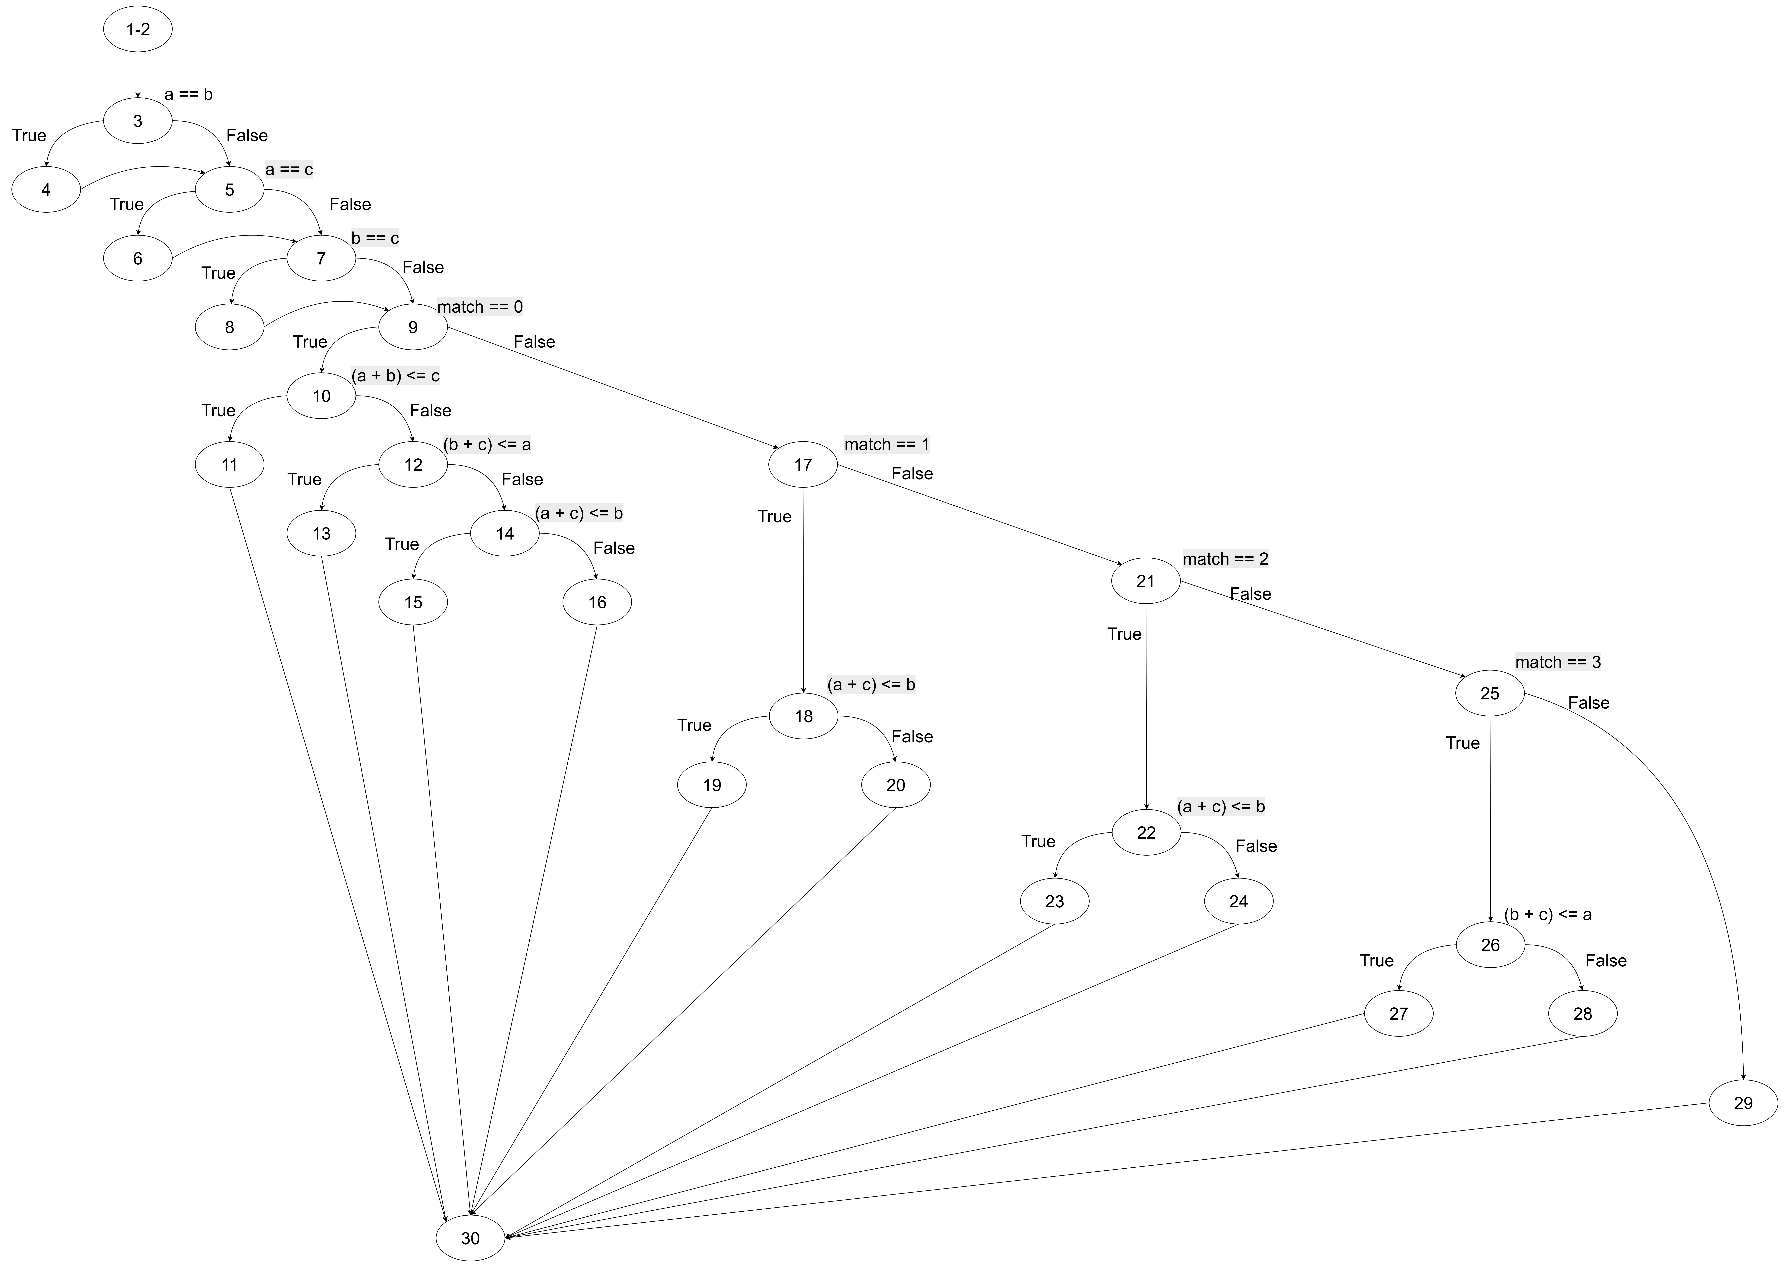 1-2
a == b
3
True
False
a == c
4
5
True
False
b == c
6
7
True
False
match == 0
8
9
True
False
(a + b) <= c
10
True
False
(b + c) <= a
match == 1
11
12
17
False
True
False
(a + c) <= b
True
13
14
True
False
match == 2
21
False
15
16
True
match == 3
(a + c) <= b
25
False
18
True
False
True
19
20
(a + c) <= b
22
True
False
23
24
(b + c) <= a
26
True
False
27
28
29
30